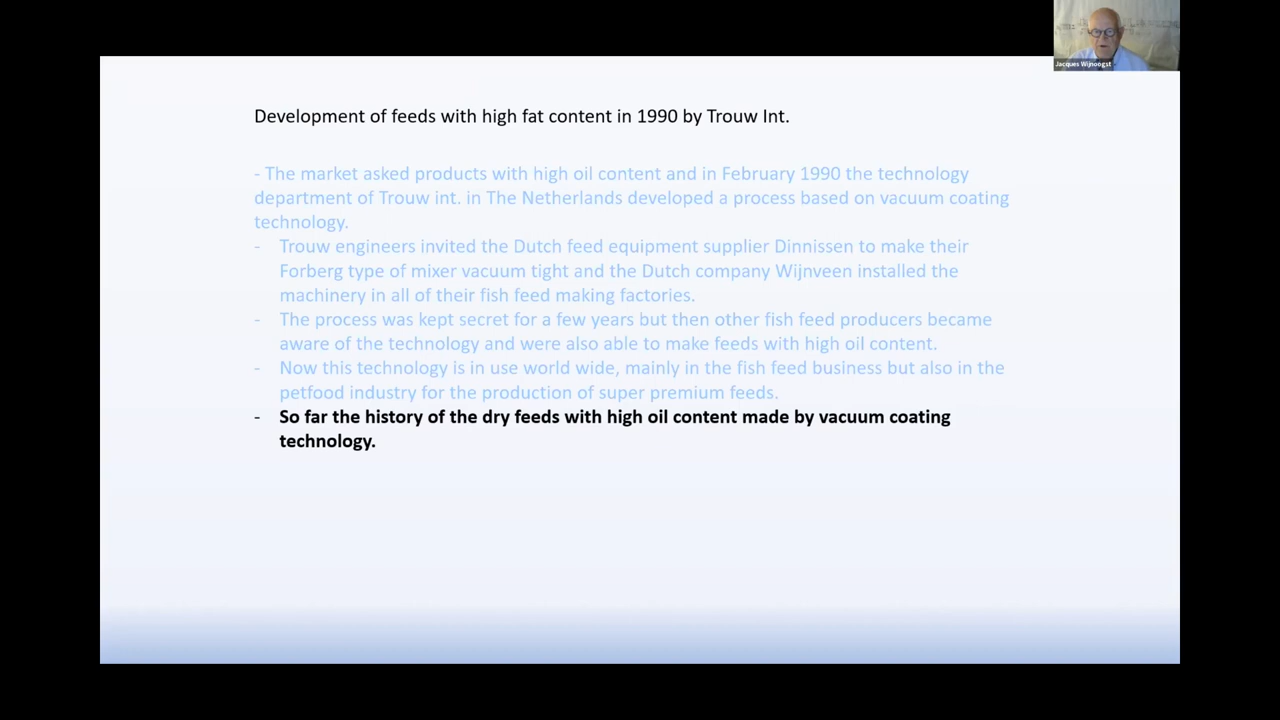 Jacques Wijnoogst
Development of feeds with high fat content in 1990 by Trouw Int.
- The market asked products with high oil content and in February 1990 the technology
department of Trouw int. in The Netherlands developed a process based on vacuum coating
technology.
- Trouw engineers invited the Dutch feed equipment supplier Dinnissen to make their
Forberg type of mixer vacuum tight and the Dutch company Wijnveen installed the
machinery in all of their fish feed making factories.
- The process was kept secret for a few years but then other fish feed producers became
aware of the technology and were also able to make feeds with high oil content.
- Now this technology is in use world wide, mainly in the fish feed business but also in the
petfood industry for the production of super premium feeds.
- So far the history of the dry feeds with high oil content made by vacuum coating
technology.